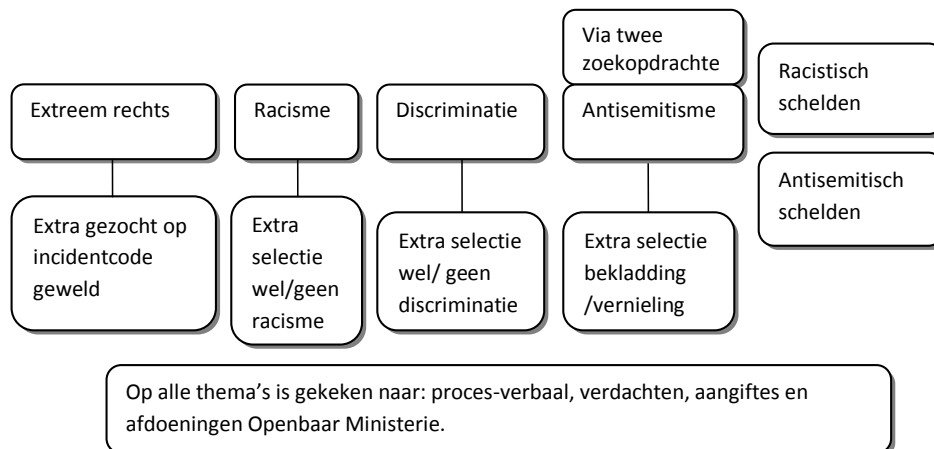 Via twee
zoekopdrachte
Extreem rechts
Racisme
Discriminatie
Antisemitisme
Racistisch
schelden
Antisemitisch
schelden
Extra gezocht op
incidentcode
geweld
Extra
selectie
wel/geen
racisme
Extra selectie
wel/ geen
discriminatie
Extra selectie
bekladding
/vernieling
Op alle thema’s is gekeken naar: proces-verbaal, verdachten, aangiftes en
afdoeningen Openbaar Ministerie.